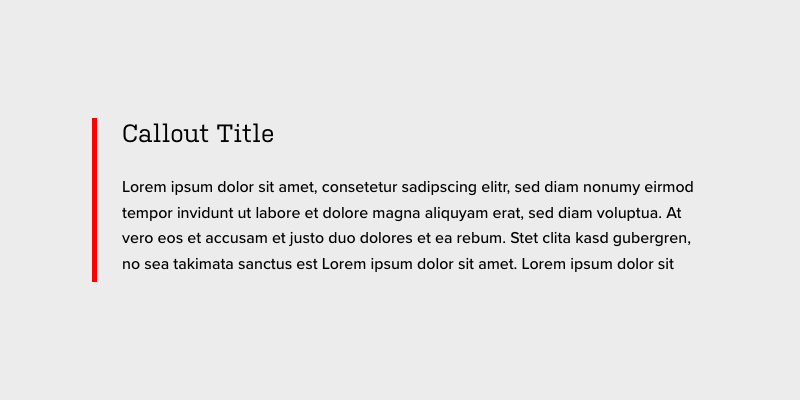 Callout Title
Lorem ipsum dolor sit amet, consetetur sadipscing elitr, sed diam nonumy eirmod
tempor invidunt ut labore et dolore magna aliquyam erat, sed diam voluptua. At
vero eos et accusam et justo duo dolores et ea rebum. Stet clita kasd gubergren,
no sea takimata sanctus est Lorem ipsum dolor sit amet. Lorem ipsum dolor sit